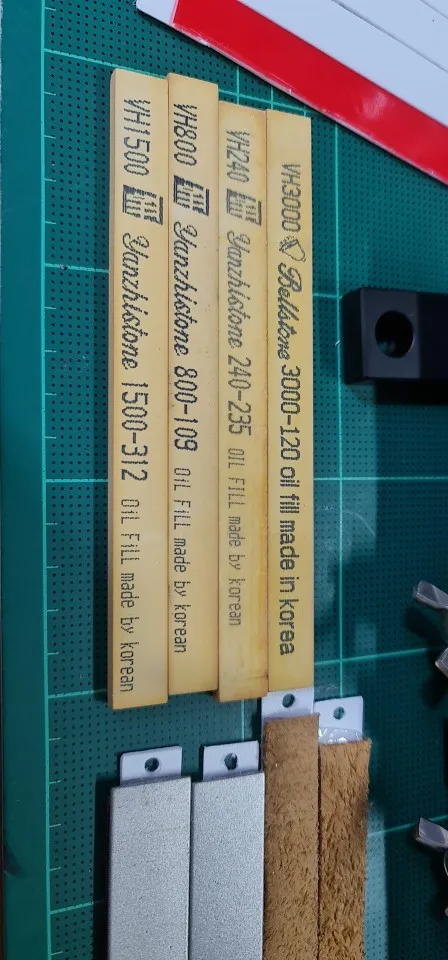 VH1500 Yanzhistone 1500-312 OIL FILL made by korean
VH800 Yanzhistone 800-109 OIL FILL made by korean
VH240 Yanzhistone 240-235 OIL FILL made by korean
VH3000 Bellstone 3000-120 oil fill made in korea